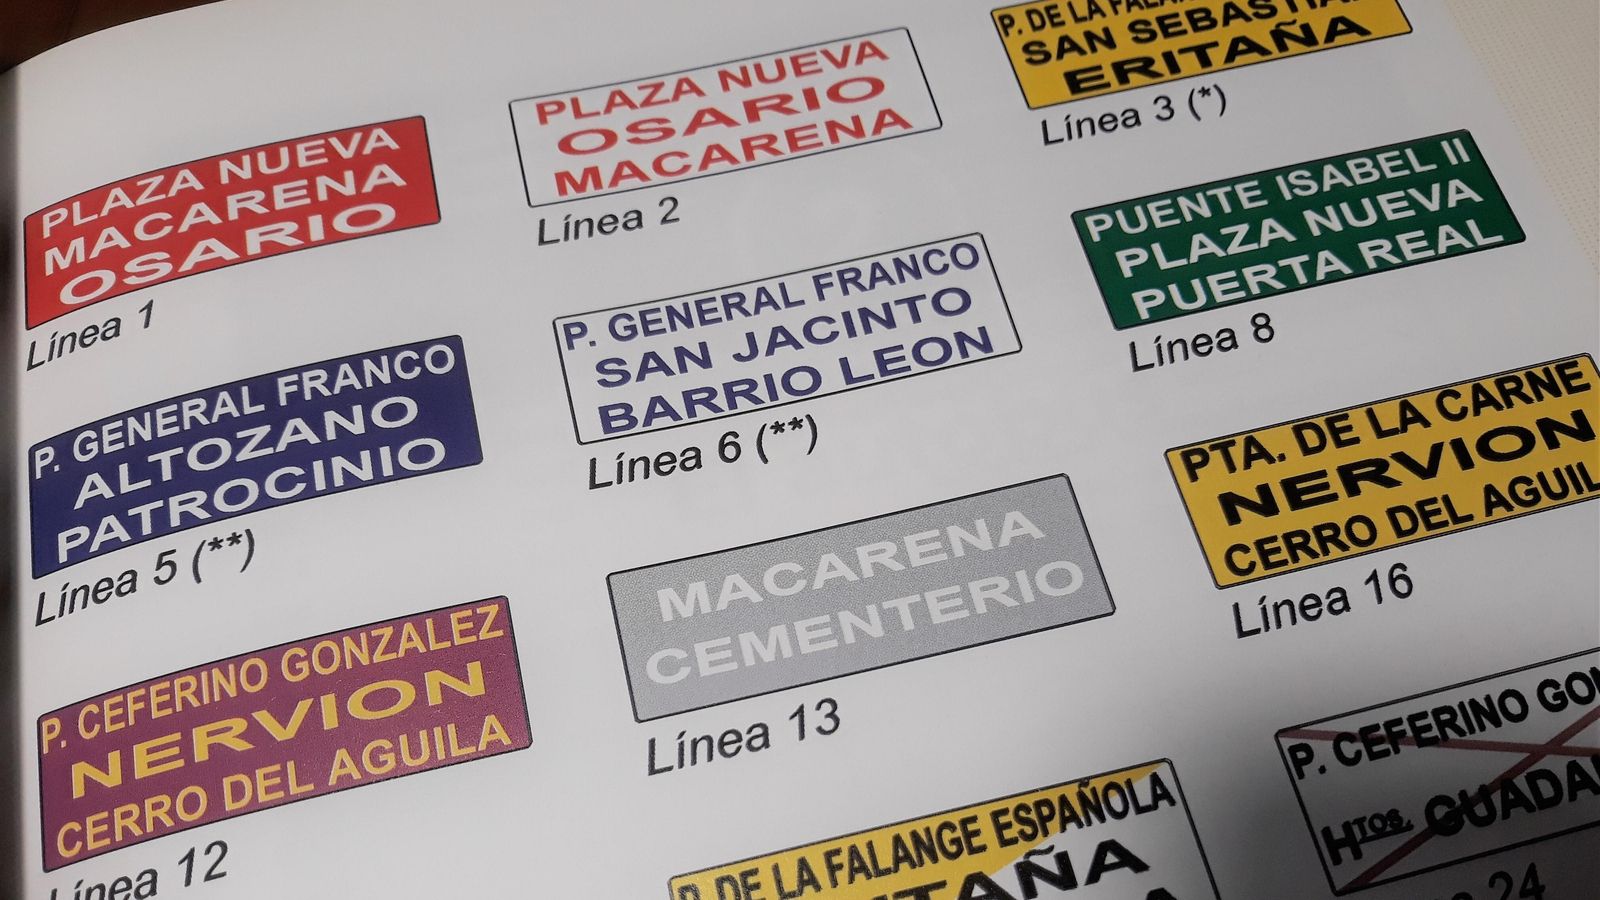 PLAZA NUEVA
MACARENA
OSARIO
Línea 1
PLAZA NUEVA
OSARIO
MACARENA
Línea 2
P. DE LA
SAN
ERITAÑA
Línea 3 (*)
P. GENERAL FRANCO
ALTOZANO
PATROCINIO
Línea 5 (**)
P. GENERAL FRANCO
SAN JACINTO
BARRIO LEON
Línea 6 (**)
PUENTE ISABEL II
PLAZA NUEVA
PUERTA REAL
Línea 8
P. CEFERINO GONZALEZ
NERVION
CERRO DEL AGUILA
Línea 12
MACARENA
CEMENTERIO
Línea 13
PTA. DE LA CARNE
NERVION
CERRO DEL AGUIL
Línea 16
P. DE LA FALANGE ESPAÑOLA
TAÑA
P. CEFERINO GO
HTOS. GUADA
24